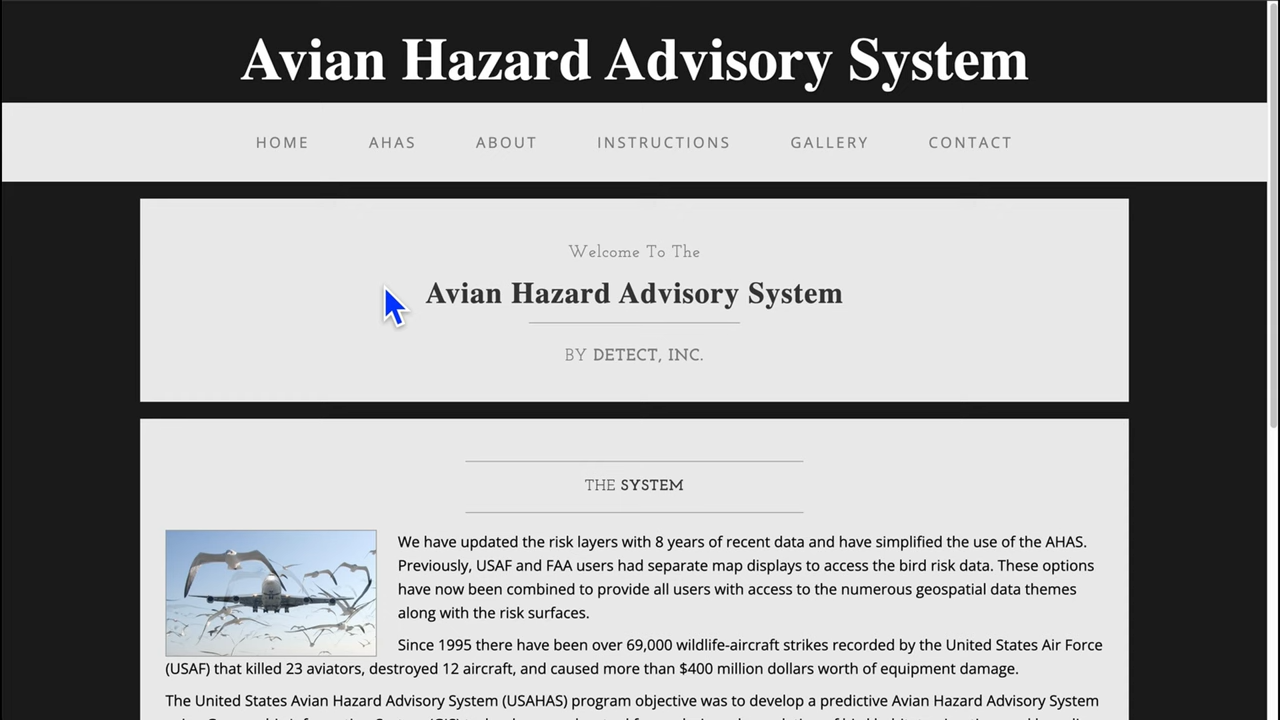 Avian Hazard Advisory System
HOME AHAS ABOUT INSTRUCTIONS GALLERY CONTACT
Welcome To The
Avian Hazard Advisory System
BY DETECT, INC.
THE SYSTEM
We have updated the risk layers with 8 years of recent data and have simplified the use of the AHAS.
Previously, USAF and FAA users had separate map displays to access the bird risk data. These options
have now been combined to provide all users with access to the numerous geospatial data themes
along with the risk surfaces.
Since 1995 there have been over 69,000 wildlife-aircraft strikes recorded by the United States Air Force
(USAF) that killed 23 aviators, destroyed 12 aircraft, and caused more than $400 million dollars worth of equipment damage.
The United States Avian Hazard Advisory System (USAHAS) program objective was to develop a predictive Avian Hazard Advisory System